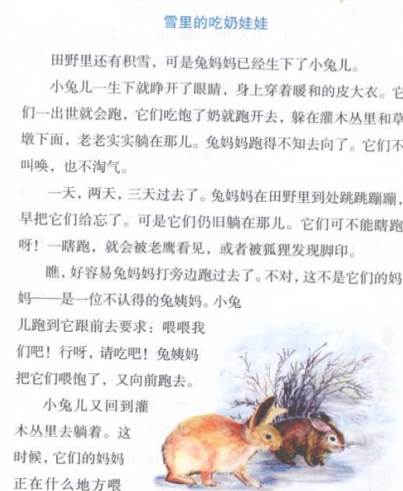 雪里的吃奶娃娃
田野里还有积雪，可是兔妈妈已经生下了小兔儿。
小兔儿一生下就睁开了眼睛，身上穿着暖和的皮大衣。它
们一出世就会跑，它们吃饱了奶就跑开去，躲在灌木丛里和草
墩下面，老老实实躺在那儿。兔妈妈跑得不知去向了。它们不
叫唤，也不淘气。
一天，两天，三天过去了。兔妈妈在田野里到处跳跳蹦蹦，
早把它们给忘了。可是它们仍旧躺在那儿。它们可不能瞎跑
呀！一瞎跑，就会被老鹰看见，或者被狐狸发现脚印。
瞧，好容易兔妈妈打旁边跑过去了。不对，这不是它们的妈
妈——是一位不认得的兔姨妈。小兔
儿跑到它跟前去要求：喂喂我
们吧！行呀，请吃吧！兔姨妈
把它们喂饱了，又向前跑去。
小兔儿又回到灌
木丛里去躺着。这
时候，它们的妈妈
正在什么地方喂